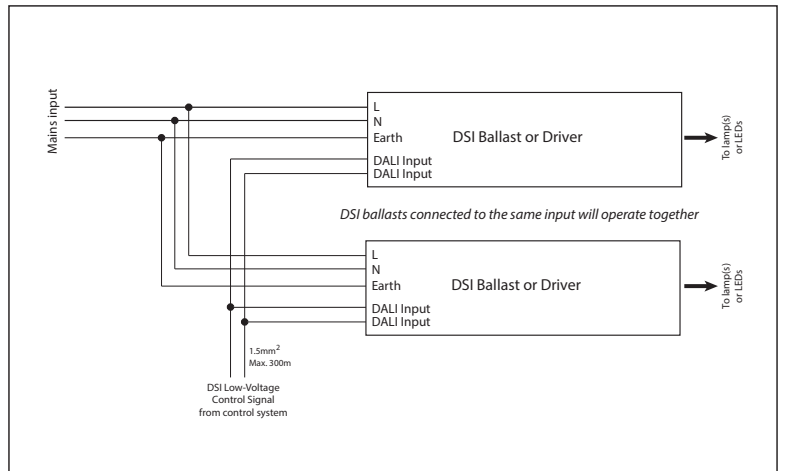 Mains input
L
N
Earth
DALI Input
DALI Input
DSI Ballast or Driver
To lamp(s)
or LEDs
DSI ballasts connected to the same input will operate together
L
N
Earth
DALI Input
DALI Input
DSI Ballast or Driver
To lamp(s)
or LEDs
1.5mm²
Max. 300m
DSI Low-Voltage
Control Signal
from control system